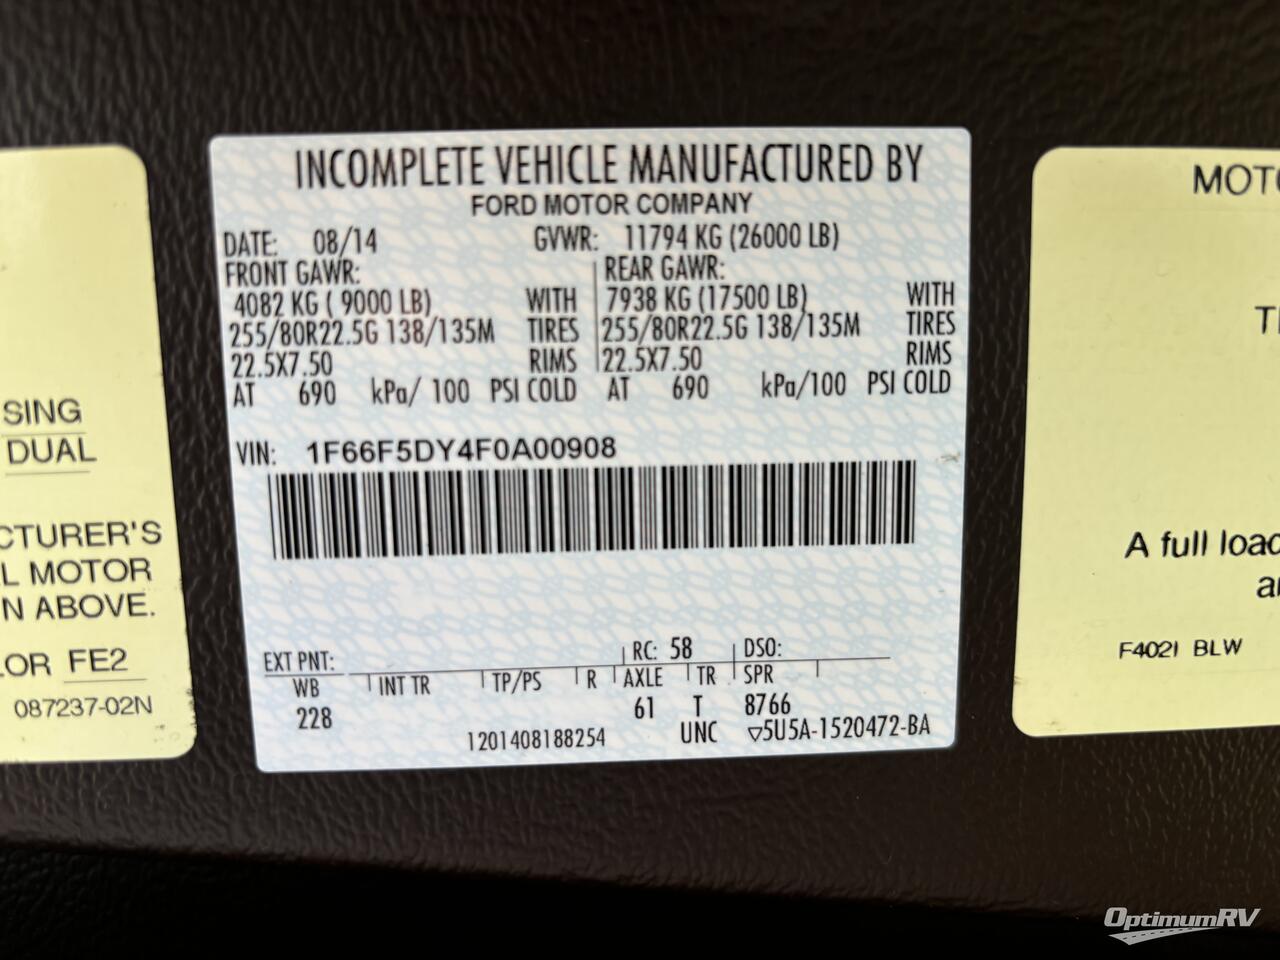 INCOMPLETE VEHICLE MANUFACTURED BY
FORD MOTOR COMPANY
DATE: 08/14 GVWR: 11794 KG (26000 LB)
FRONT GAWR: REAR GAWR:
4082 KG ( 9000 LB) WITH 7938 KG (17500 LB) WITH
255/80R22.5G 138/135M TIRES 255/80R22.5G 138/135M TIRES
22.5X7.50 RIMS 22.5X7.50 RIMS
AT 690 kPa/ 100 PSI COLD AT 690 kPa/100 PSI COLD
VIN: 1F66F5DY4F0A00908
EXT PNT: RC: 58 DSO:
WB INT TR TP/PS R AXLE TR SPR
228 61 T 8766
1201408188254 UNC ▽5U5A-1520472-BA
SING
DUAL
CTURER'S
L MOTOR
N ABOVE.
LOR FE2
087237-02N
MOTO
TI
A full load
a
F4021 BLW
OptimumRV